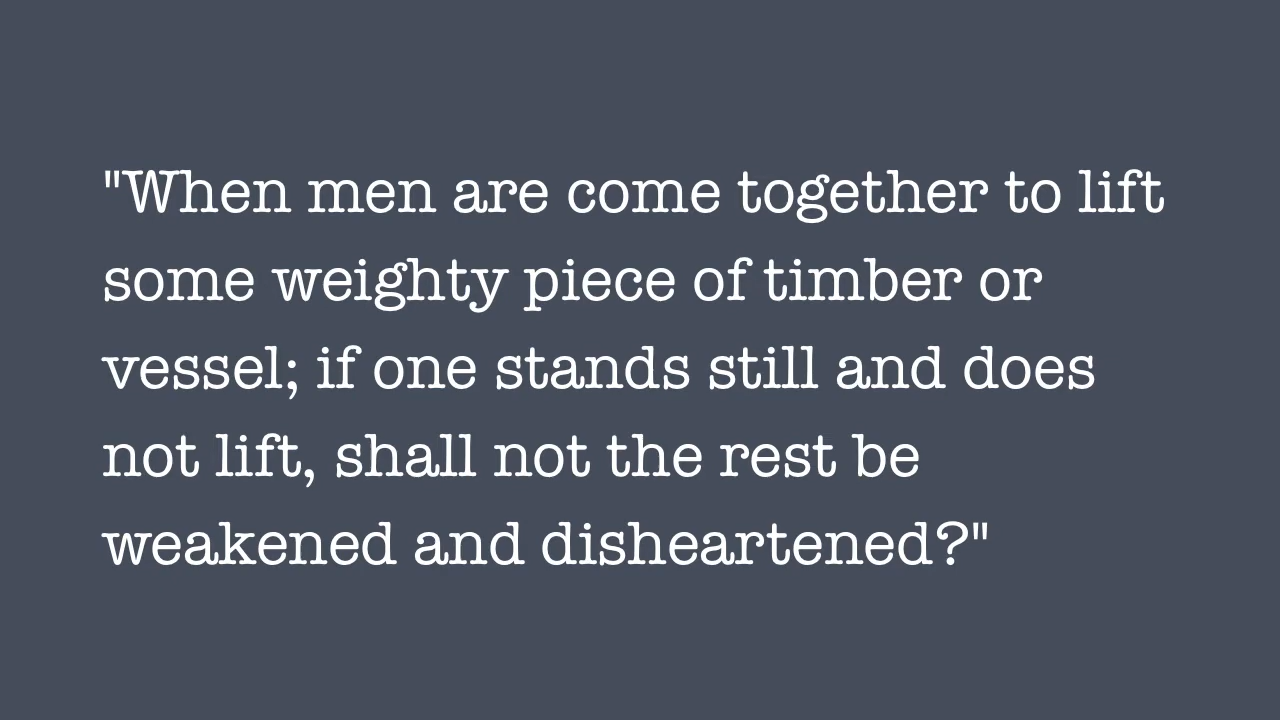 "When men are come together to lift
some weighty piece of timber or
vessel; if one stands still and does
not lift, shall not the rest be
weakened and disheartened?"